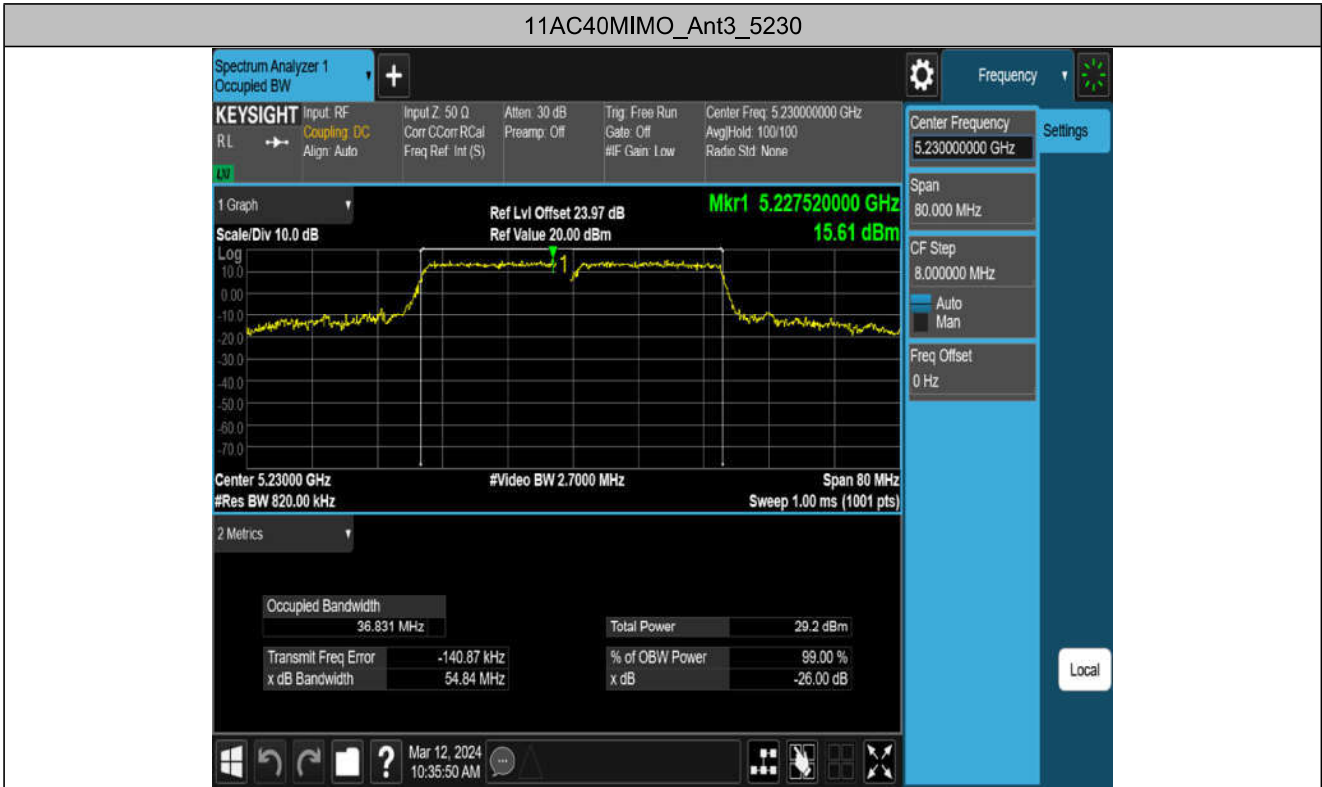 11AC40MIMO_Ant3_5230
Spectrum Analyzer 1
Occupied BW
Frequency
KEYSIGHT
RL
Input: RF
Coupling: DC
Align: Auto
Input Z: 50 Ω
Corr CCorr RCal
Freq Ref: Int (S)
Atten: 30 dB
Preamp: Off
Trig: Free Run
Gate: Off
#IF Gain: Low
Center Freq: 5.230000000 GHz
Avg|Hold: 100/100
Radio Std: None
Center Frequency
5.230000000 GHz
Settings
Span
80.000 MHz
CF Step
8.000000 MHz
Auto
Man
Freq Offset
0 Hz
Local
1 Graph
Scale/Div 10.0 dB
Ref Lvl Offset 23.97 dB
Ref Value 20.00 dBm
Mkr1 5.227520000 GHz
15.61 dBm
Log
10.0
0.00
-10.0
-20.0
-30.0
-40.0
-50.0
-60.0
-70.0
1
Center 5.23000 GHz
#Video BW 2.7000 MHz
Span 80 MHz
#Res BW 820.00 kHz
Sweep 1.00 ms (1001 pts)
2 Metrics
Occupied Bandwidth
36.831 MHz
Total Power 29.2 dBm
Transmit Freq Error -140.87 kHz
% of OBW Power 99.00 %
x dB Bandwidth 54.84 MHz
x dB -26.00 dB
Mar 12, 2024
10:35:50 AM